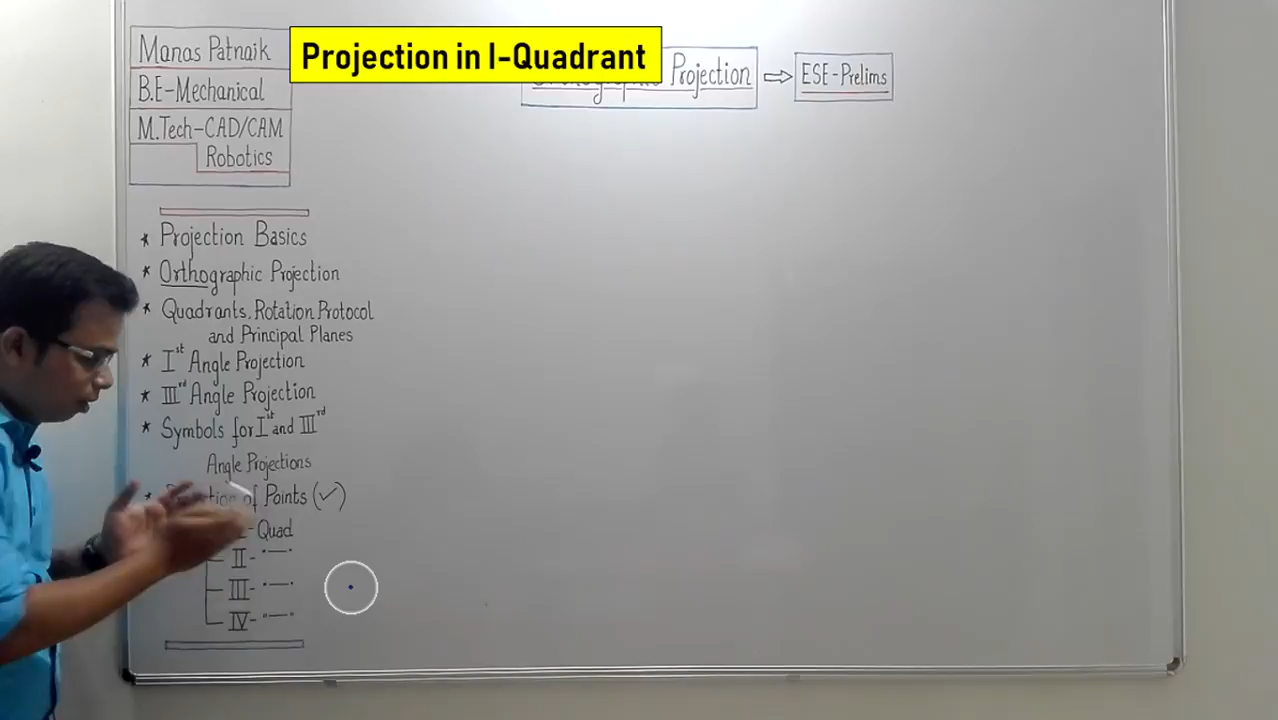 Manas Patnaik
B.E-Mechanical
M.Tech-CAD/CAM
Robotics
Projection in I-Quadrant
Projection ⇨ ESE-Prelims
* Projection Basics
* Orthographic Projection
* Quadrants, Rotation Protocol
and Principal Planes
* Ist Angle Projection
* IIIrd Angle Projection
* Symbols for Ist and IIIrd
Angle Projections
* of Points (✓)
-Quad
II- "—"
III- "—"
IV- "—"